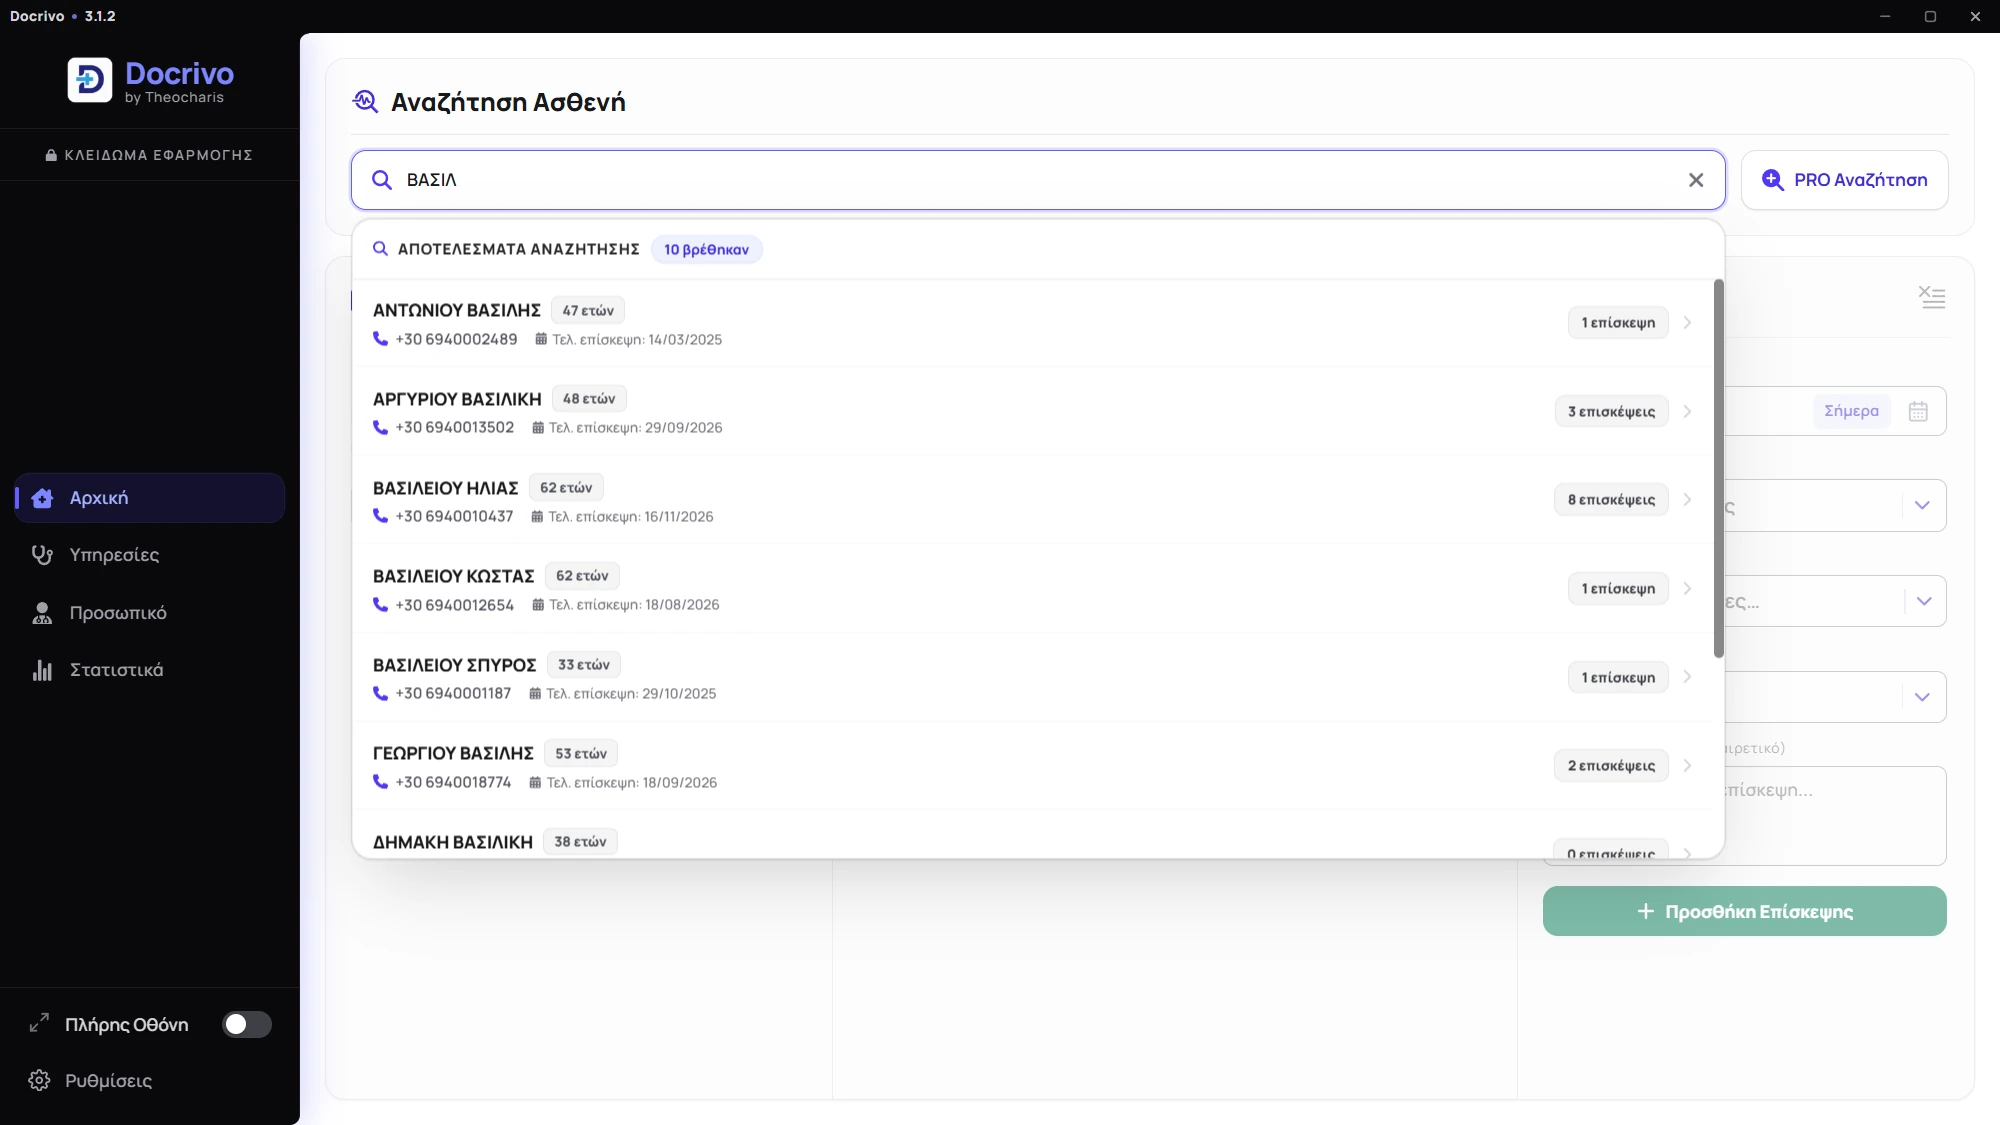 Docrivo • 3.1.2
Docrivo
by Theocharis
ΚΛΕΙΔΩΜΑ ΕΦΑΡΜΟΓΗΣ
Αρχική
Υπηρεσίες
Προσωπικό
Στατιστικά
Πλήρης Οθόνη
Ρυθμίσεις
Αναζήτηση Ασθενή
ΒΑΣΙΛ
PRO Αναζήτηση
ΑΠΟΤΕΛΕΣΜΑΤΑ ΑΝΑΖΗΤΗΣΗΣ 10 βρέθηκαν
ΑΝΤΩΝΙΟΥ ΒΑΣΙΛΗΣ 47 ετών
+30 6940002489 Τελ. επίσκεψη: 14/03/2025
1 επίσκεψη
ΑΡΓΥΡΙΟΥ ΒΑΣΙΛΙΚΗ 48 ετών
+30 6940013502 Τελ. επίσκεψη: 29/09/2026
3 επισκέψεις
ΒΑΣΙΛΕΙΟΥ ΗΛΙΑΣ 62 ετών
+30 6940010437 Τελ. επίσκεψη: 16/11/2026
8 επισκέψεις
ΒΑΣΙΛΕΙΟΥ ΚΩΣΤΑΣ 62 ετών
+30 6940012654 Τελ. επίσκεψη: 18/08/2026
1 επίσκεψη
ΒΑΣΙΛΕΙΟΥ ΣΠΥΡΟΣ 33 ετών
+30 6940001187 Τελ. επίσκεψη: 29/10/2025
1 επίσκεψη
ΓΕΩΡΓΙΟΥ ΒΑΣΙΛΗΣ 53 ετών
+30 6940018774 Τελ. επίσκεψη: 18/09/2026
2 επισκέψεις
ΔΗΜΑΚΗ ΒΑΣΙΛΙΚΗ 38 ετών
0 επισκέψεις
Σήμερα
Προσθήκη Επίσκεψης